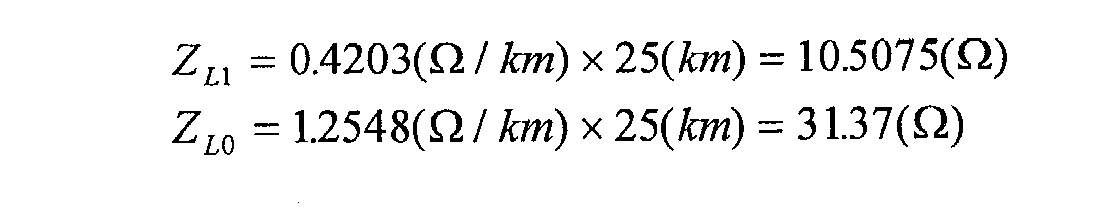 Z_{L1} = 0.4203(Ω / km) × 25(km) = 10.5075(Ω)
Z_{L0} = 1.2548(Ω / km) × 25(km) = 31.37(Ω)